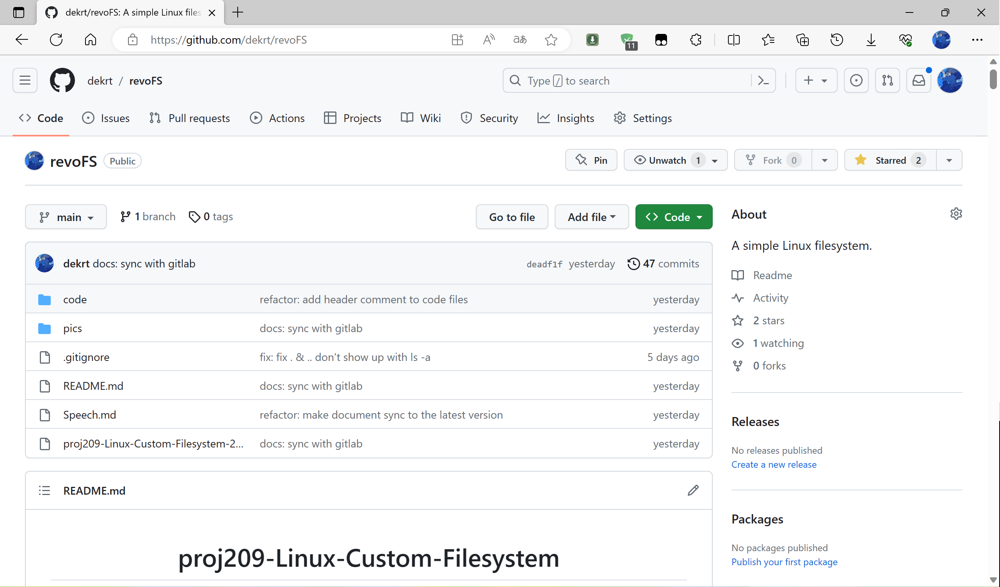 dekrt/revoFS: A simple Linux files
https://github.com/dekrt/revoFS
aあ
11
dekrt / revoFS
Type / to search
Code Issues Pull requests Actions Projects Wiki Security Insights Settings
revoFS Public
Pin Unwatch 1 Fork 0 Starred 2
main 1 branch 0 tags
Go to file Add file Code
dekrt docs: sync with gitlab deadf1f yesterday 47 commits
code refactor: add header comment to code files yesterday
pics docs: sync with gitlab yesterday
.gitignore fix: fix . & .. don't show up with ls -a 5 days ago
README.md docs: sync with gitlab yesterday
Speech.md refactor: make document sync to the latest version yesterday
proj209-Linux-Custom-Filesystem-2... docs: sync with gitlab yesterday
README.md
proj209-Linux-Custom-Filesystem
About
A simple Linux filesystem.
Readme
Activity
2 stars
1 watching
0 forks
Releases
No releases published
Create a new release
Packages
No packages published
Publish your first package